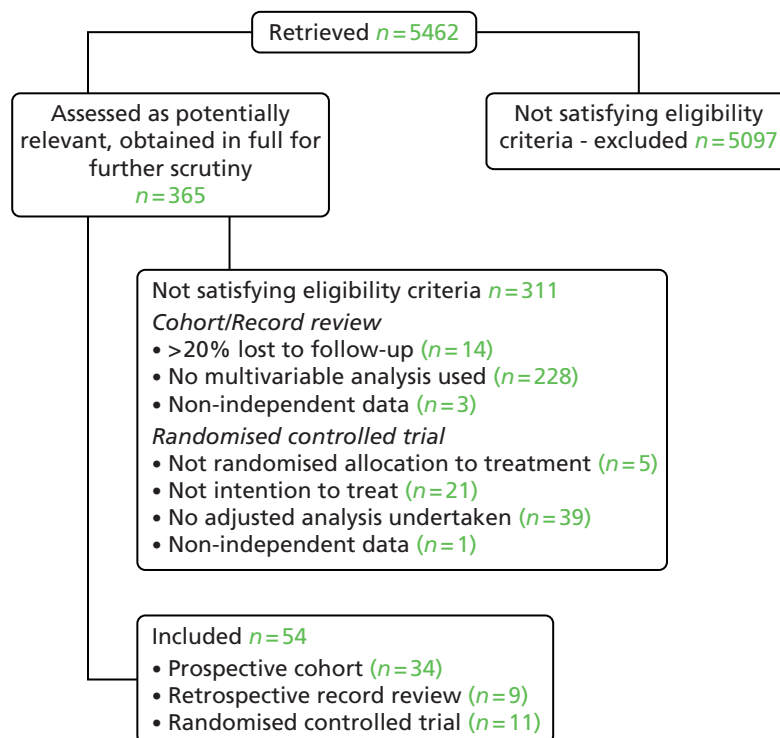 Retrieved n=5462
Assessed as potentially
relevant, obtained in full for
further scrutiny
n=365
Not satisfying eligibility
criteria - excluded n=5097
Not satisfying eligibility criteria n=311
Cohort/Record review
• >20% lost to follow-up (n=14)
• No multivariable analysis used (n=228)
• Non-independent data (n=3)
Randomised controlled trial
• Not randomised allocation to treatment (n=5)
• Not intention to treat (n=21)
• No adjusted analysis undertaken (n=39)
• Non-independent data (n=1)
Included n=54
• Prospective cohort (n=34)
• Retrospective record review (n=9)
• Randomised controlled trial (n=11)